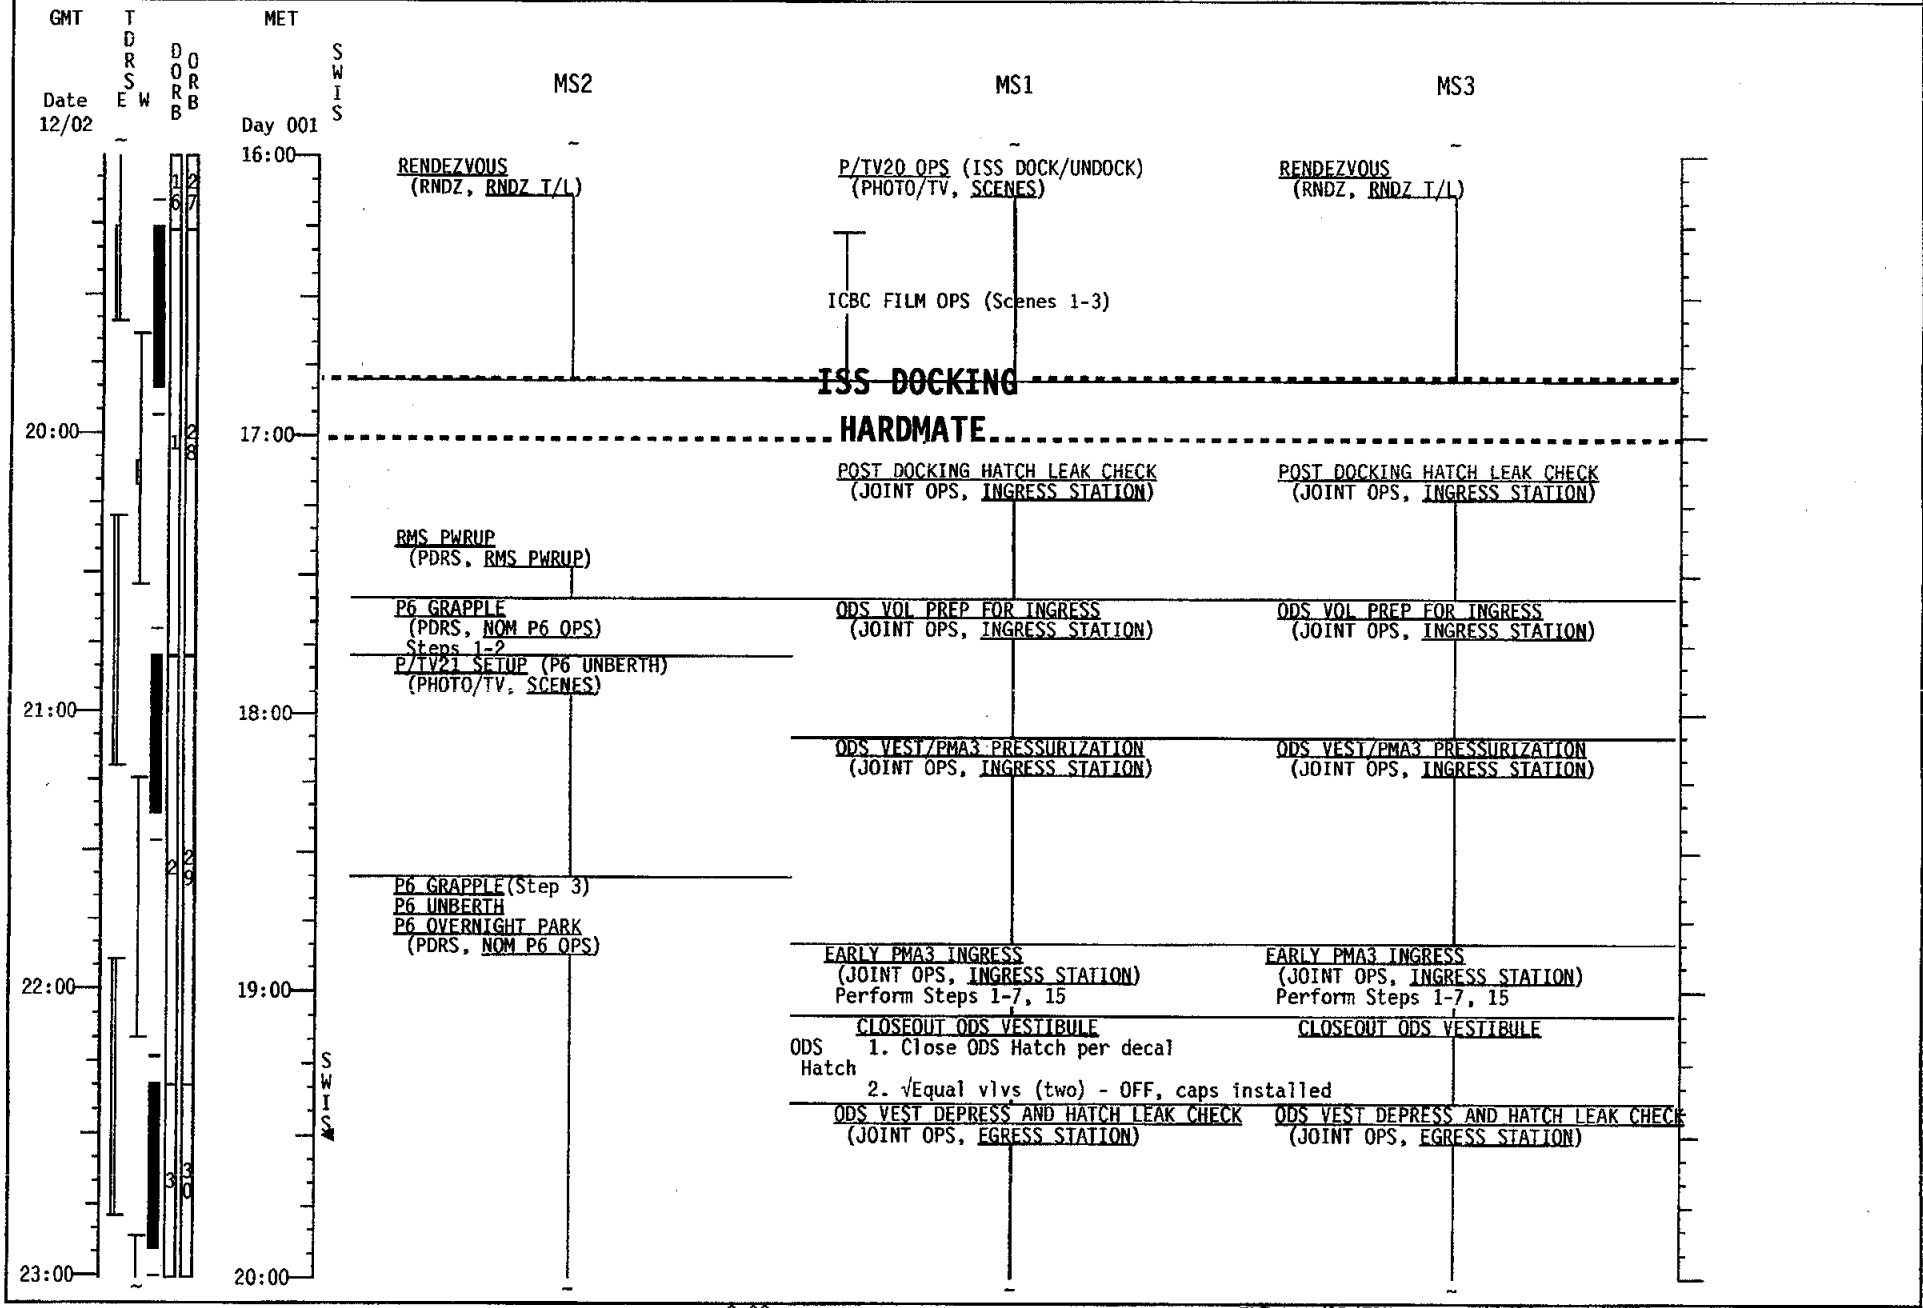 GMT TDRS MET
DORB ORB SWIS
MS2 MS1 MS3
Date E W
12/02 Day 001
16:00
RENDEZVOUS P/TV20 OPS (ISS DOCK/UNDOCK) RENDEZVOUS
(RNDZ, RNDZ T/L) (PHOTO/TV, SCENES) (RNDZ, RNDZ T/L)
16 27
ICBC FILM OPS (Scenes 1-3)
ISS DOCKING
HARDMATE
20:00 1 28 17:00
POST DOCKING HATCH LEAK CHECK POST DOCKING HATCH LEAK CHECK
(JOINT OPS, INGRESS STATION) (JOINT OPS, INGRESS STATION)
RMS PWRUP
(PDRS, RMS PWRUP)
P6 GRAPPLE ODS VOL PREP FOR INGRESS ODS VOL PREP FOR INGRESS
(PDRS, NOM P6 OPS) (JOINT OPS, INGRESS STATION) (JOINT OPS, INGRESS STATION)
Steps 1-2
P/TV21 SETUP (P6 UNBERTH)
(PHOTO/TV, SCENES)
21:00 18:00
ODS VEST/PMA3 PRESSURIZATION ODS VEST/PMA3 PRESSURIZATION
(JOINT OPS, INGRESS STATION) (JOINT OPS, INGRESS STATION)
2 29
P6 GRAPPLE(Step 3)
P6 UNBERTH
P6 OVERNIGHT PARK
(PDRS, NOM P6 OPS)
EARLY PMA3 INGRESS EARLY PMA3 INGRESS
(JOINT OPS, INGRESS STATION) (JOINT OPS, INGRESS STATION)
22:00 19:00 Perform Steps 1-7, 15 Perform Steps 1-7, 15
CLOSEOUT ODS VESTIBULE CLOSEOUT ODS VESTIBULE
SWIS ODS 1. Close ODS Hatch per decal
Hatch
2. √Equal vlvs (two) - OFF, caps installed
ODS VEST DEPRESS AND HATCH LEAK CHECK ODS VEST DEPRESS AND HATCH LEAK CHECK
(JOINT OPS, EGRESS STATION) (JOINT OPS, EGRESS STATION)
3 30
23:00 20:00